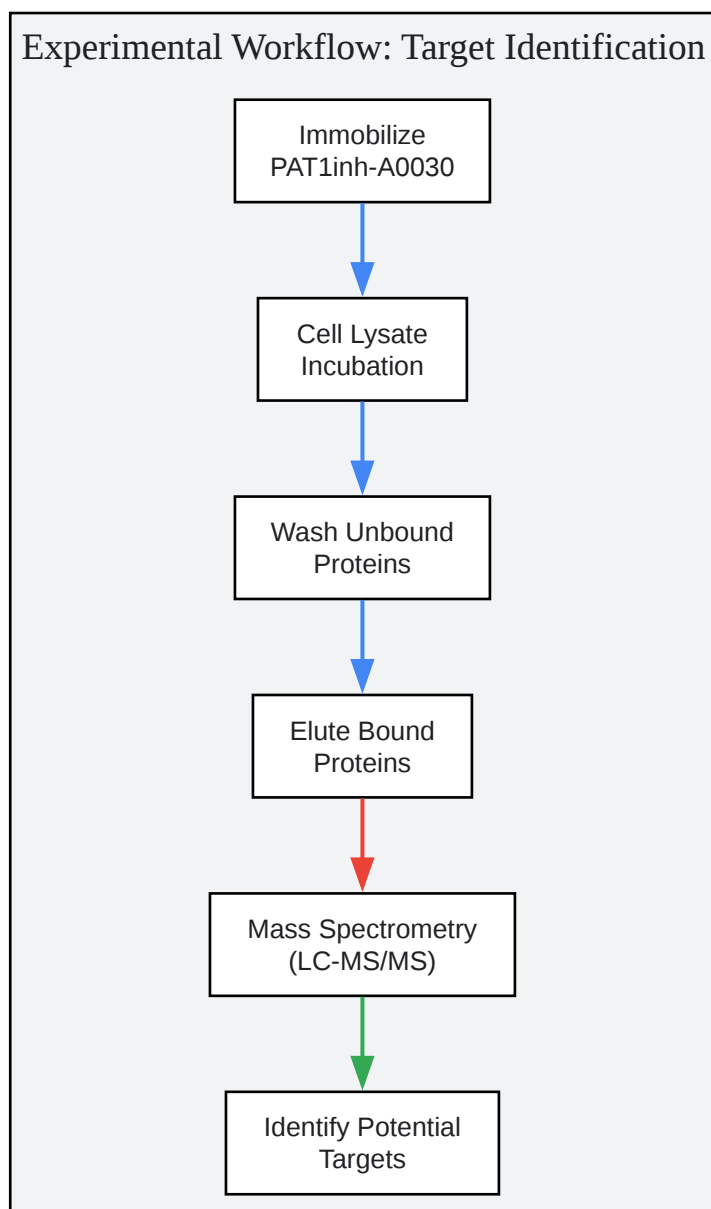 Experimental Workflow: Target Identification
Immobilize
PAT1inh-A0030
Cell Lysate
Incubation
Wash Unbound
Proteins
Elute Bound
Proteins
Mass Spectrometry
(LC-MS/MS)
Identify Potential
Targets